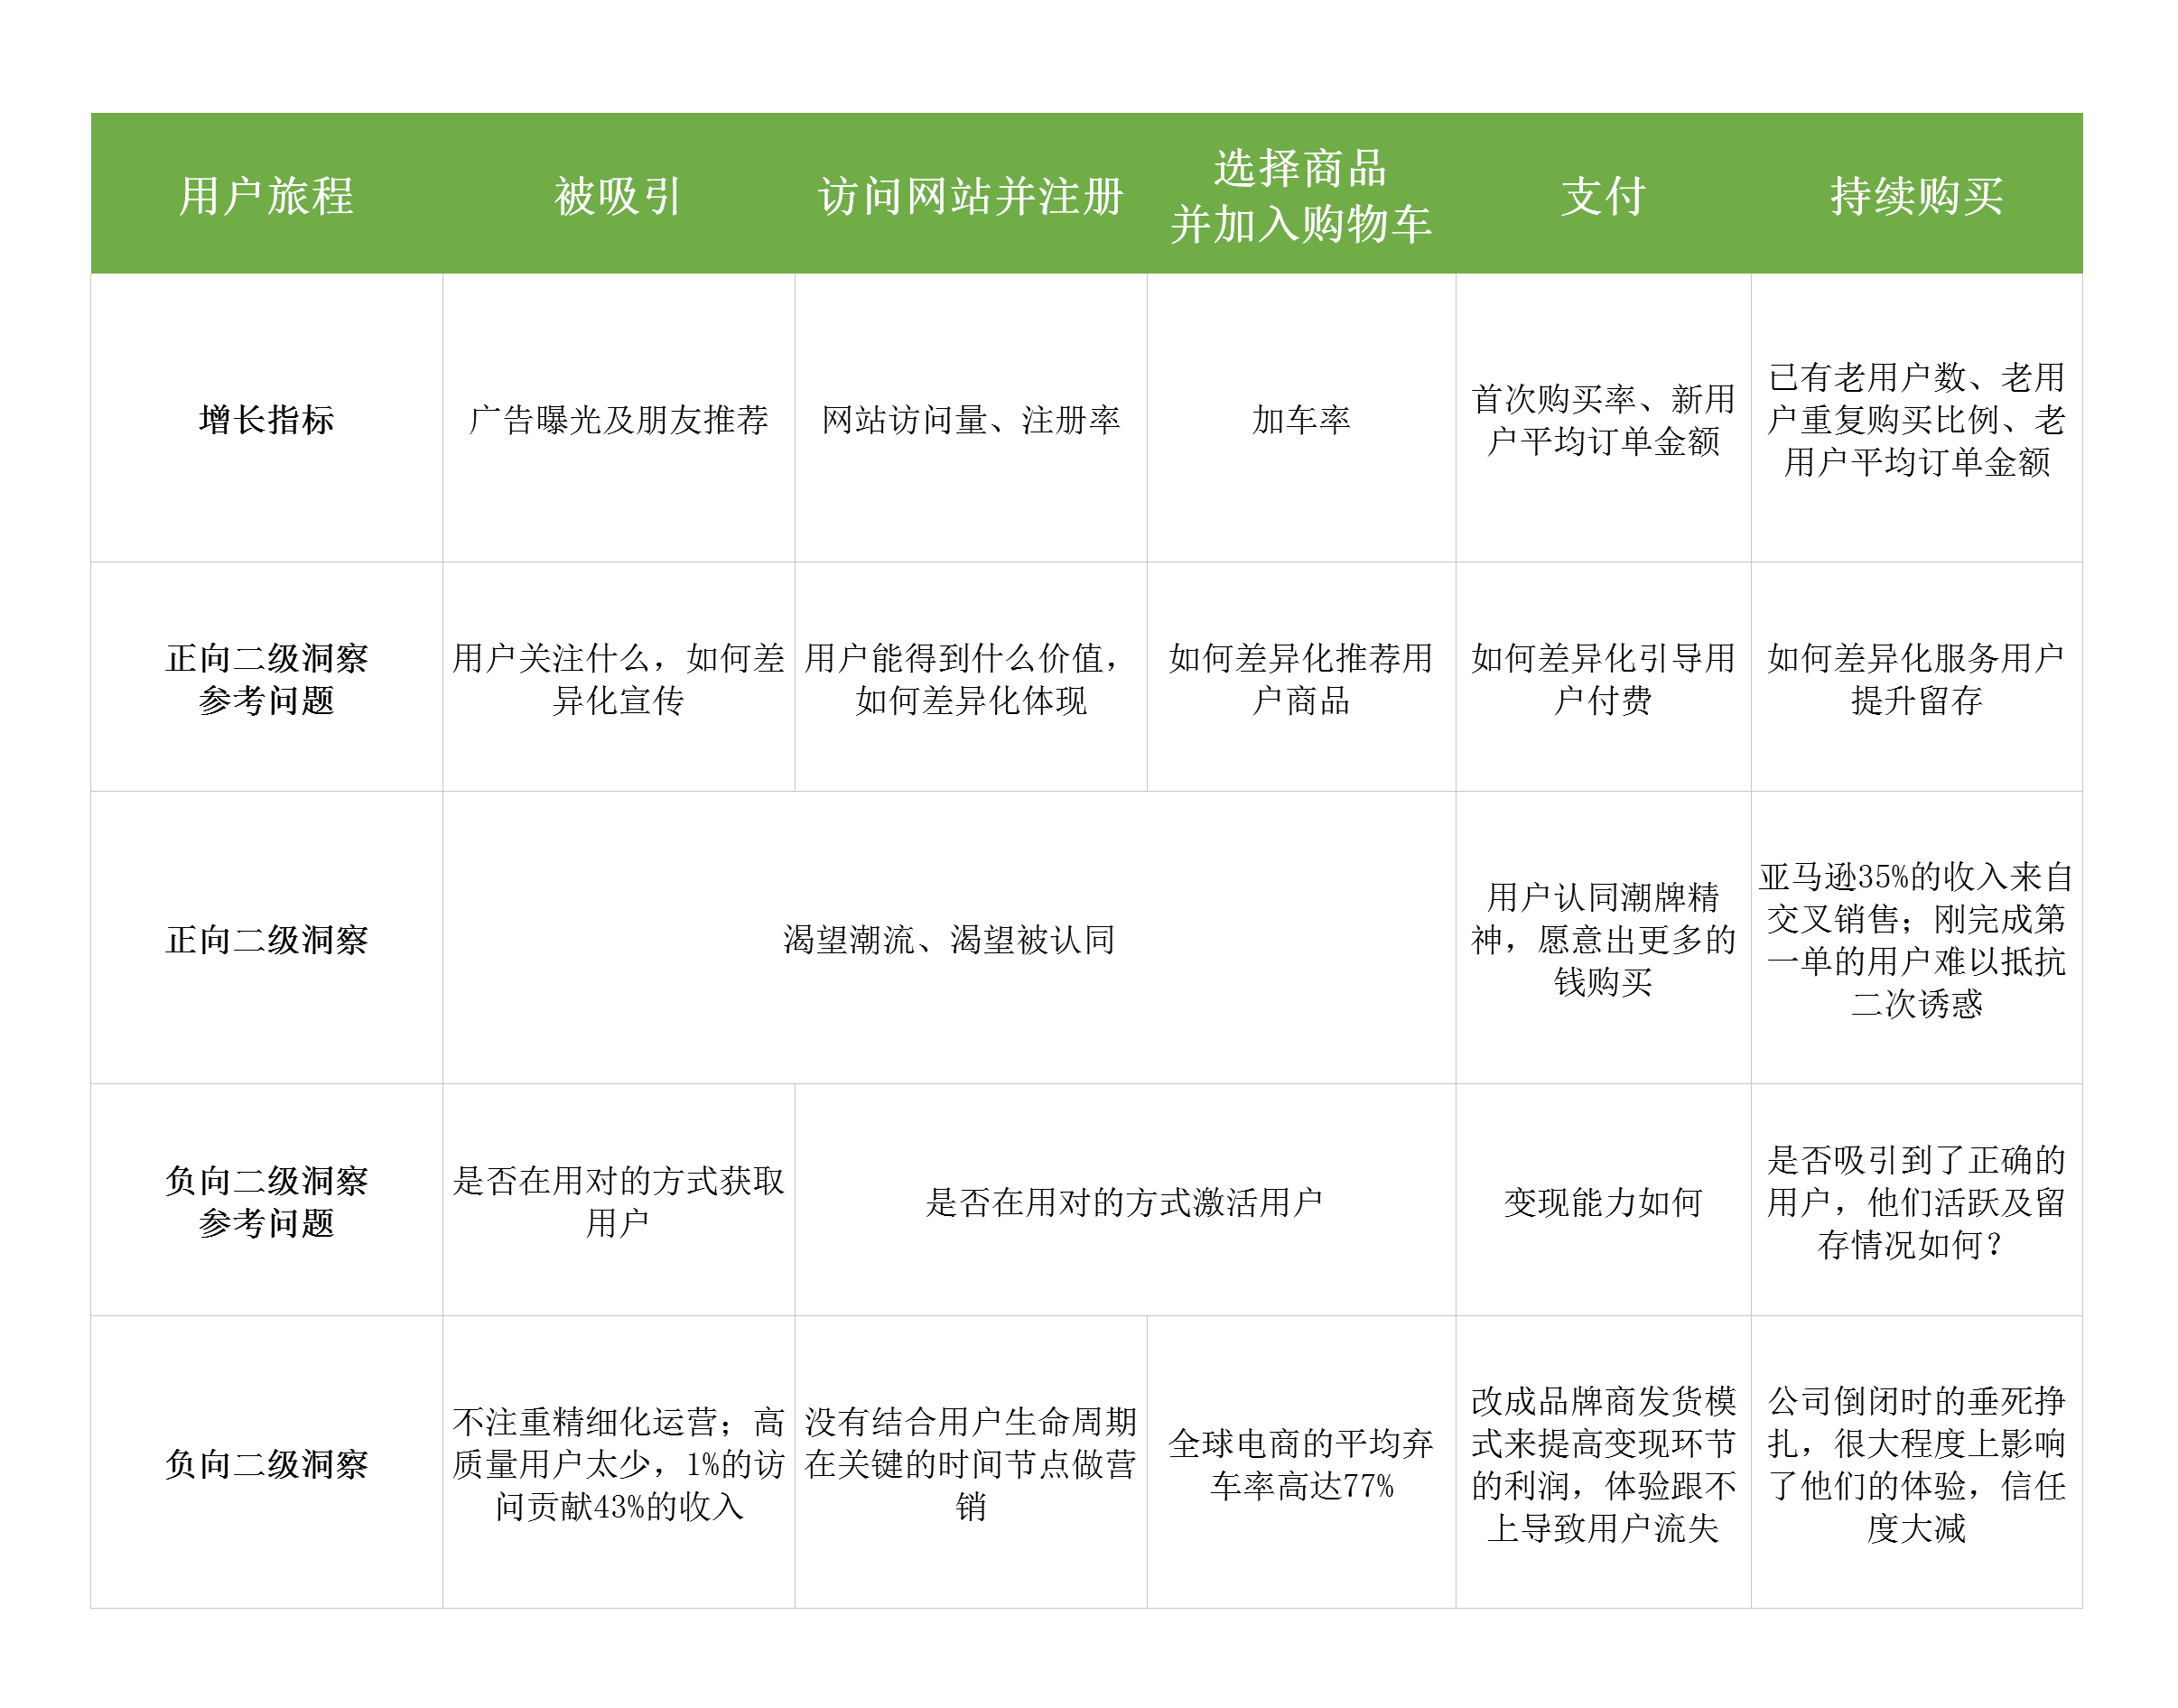 用户旅程
被吸引
访问网站并注册
选择商品
并加入购物车
支付
持续购买
增长指标
广告曝光及朋友推荐
网站访问量、注册率
加车率
首次购买率、新用
户平均订单金额
已有老用户数、老用
户重复购买比例、老
用户平均订单金额
正向二级洞察
参考问题
用户关注什么，如何差
异化宣传
用户能得到什么价值，
如何差异化体现
如何差异化推荐用
户商品
如何差异化引导用
户付费
如何差异化服务用户
提升留存
正向二级洞察
渴望潮流、渴望被认同
用户认同潮牌精
神，愿意出更多的
钱购买
亚马逊35%的收入来自
交叉销售；刚完成第
一单的用户难以抵抗
二次诱惑
负向二级洞察
参考问题
是否在用对的方式获取
用户
是否在用对的方式激活用户
变现能力如何
是否吸引到了正确的
用户，他们活跃及留
存情况如何？
负向二级洞察
不注重精细化运营；高
质量用户太少，1%的访
问贡献43%的收入
没有结合用户生命周期
在关键的时间节点做营
销
全球电商的平均弃
车率高达77%
改成品牌商发货模
式来提高变现环节
的利润，体验跟不
上导致用户流失
公司倒闭时的垂死挣
扎，很大程度上影响
了他们的体验，信任
度大减